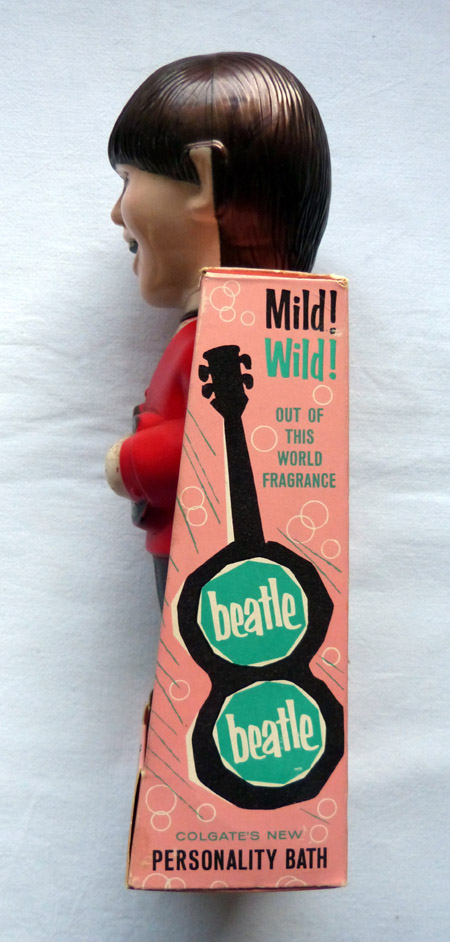 Mild!
Wild!
OUT OF
THIS
WORLD
FRAGRANCE
beatle
beatle
COLGATE'S NEW
PERSONALITY BATH